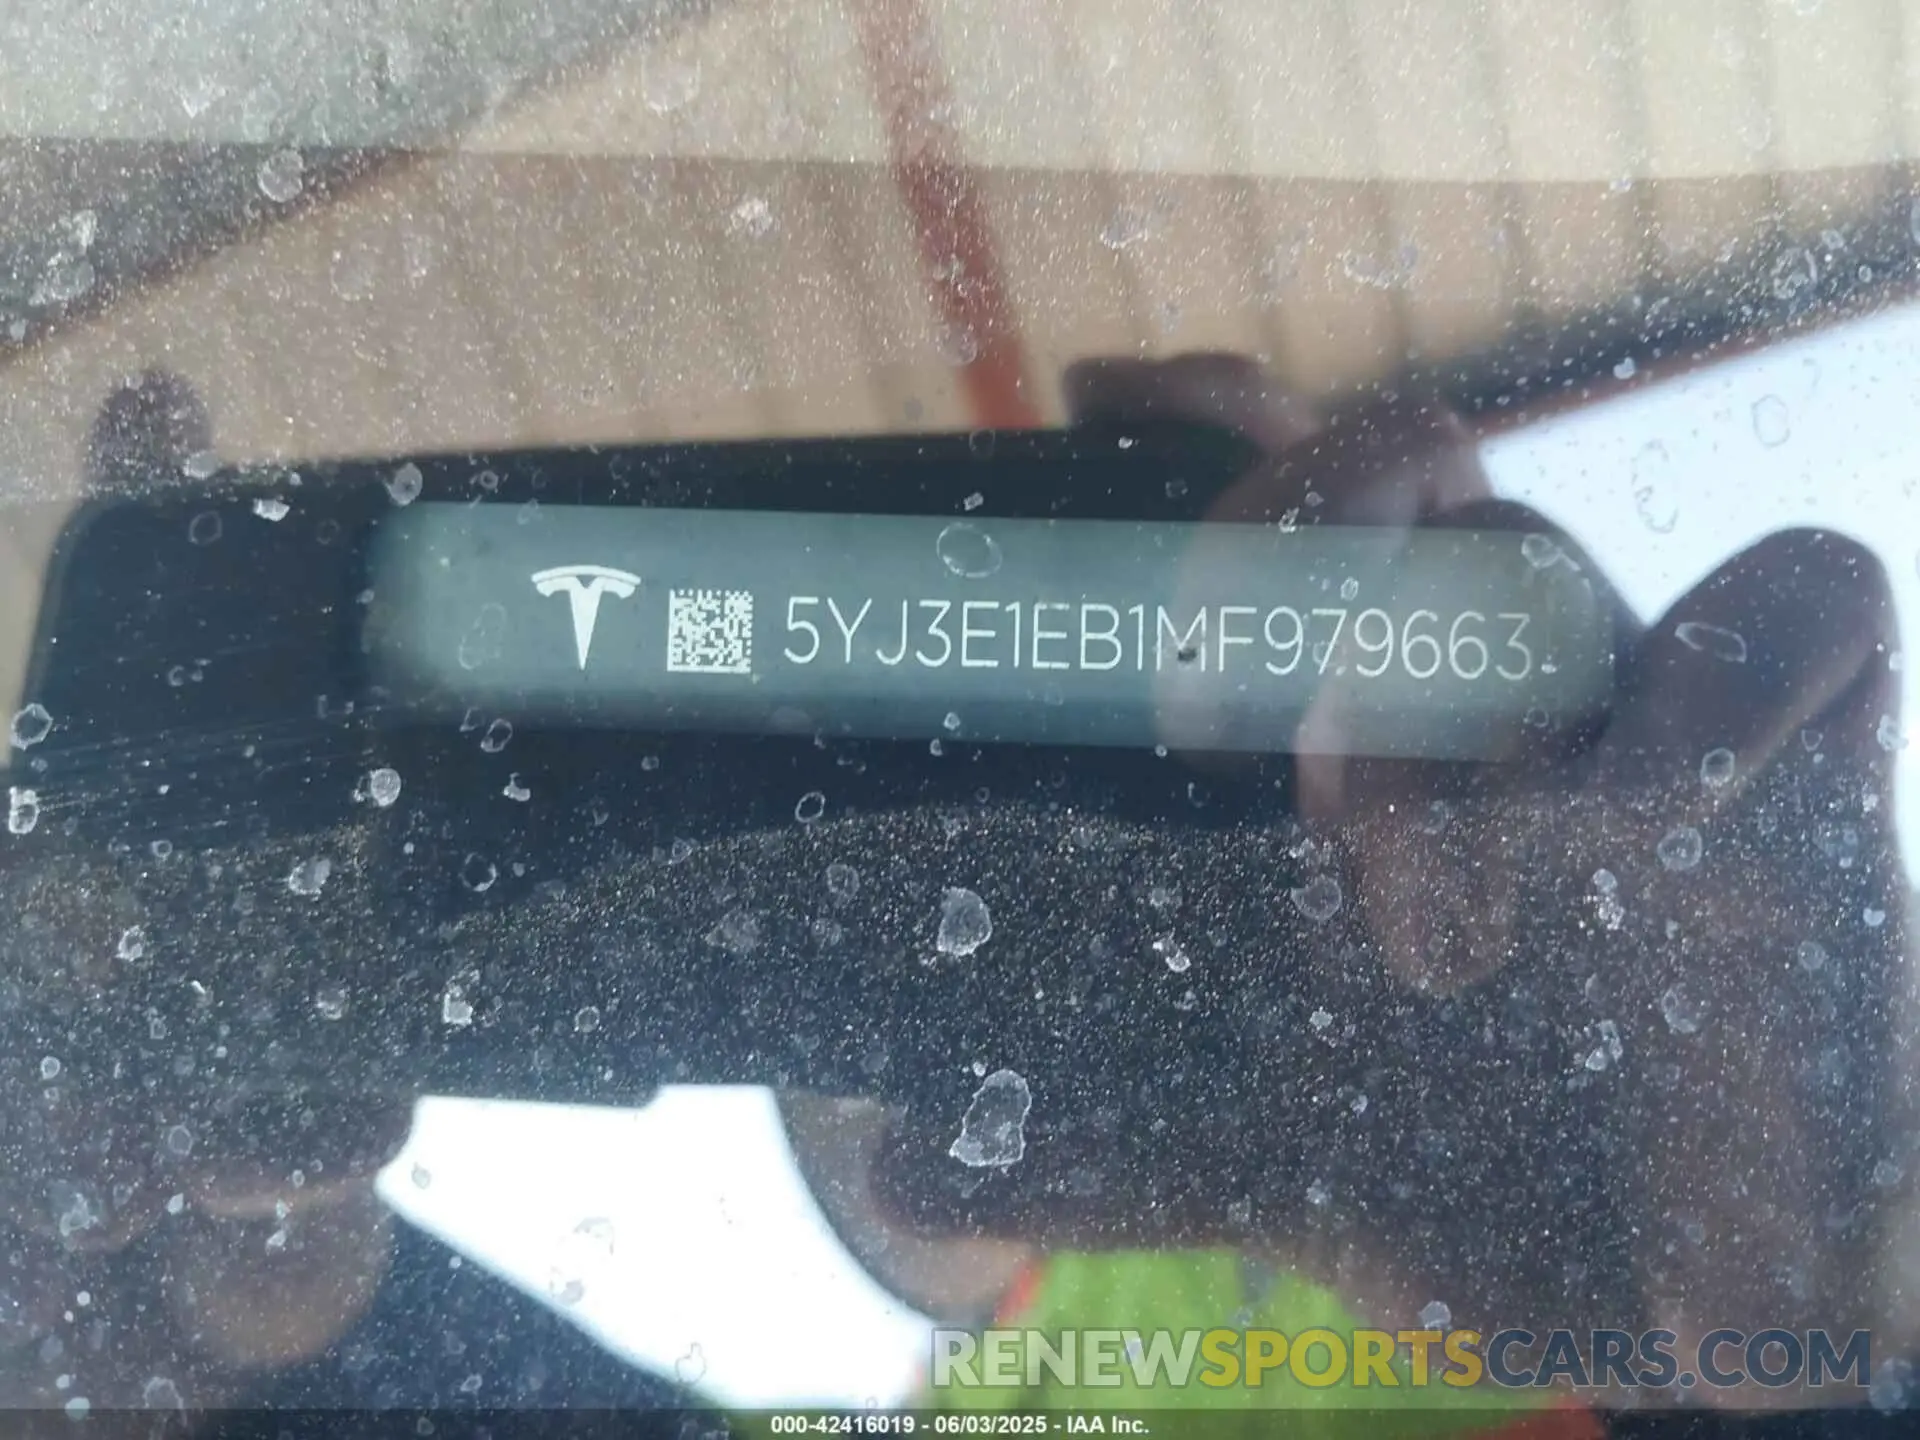 5YJ3E1EB1MF979663
RENEWSPORTSCARS.COM
000-42416019 - 06/03/2025 - IAA Inc.